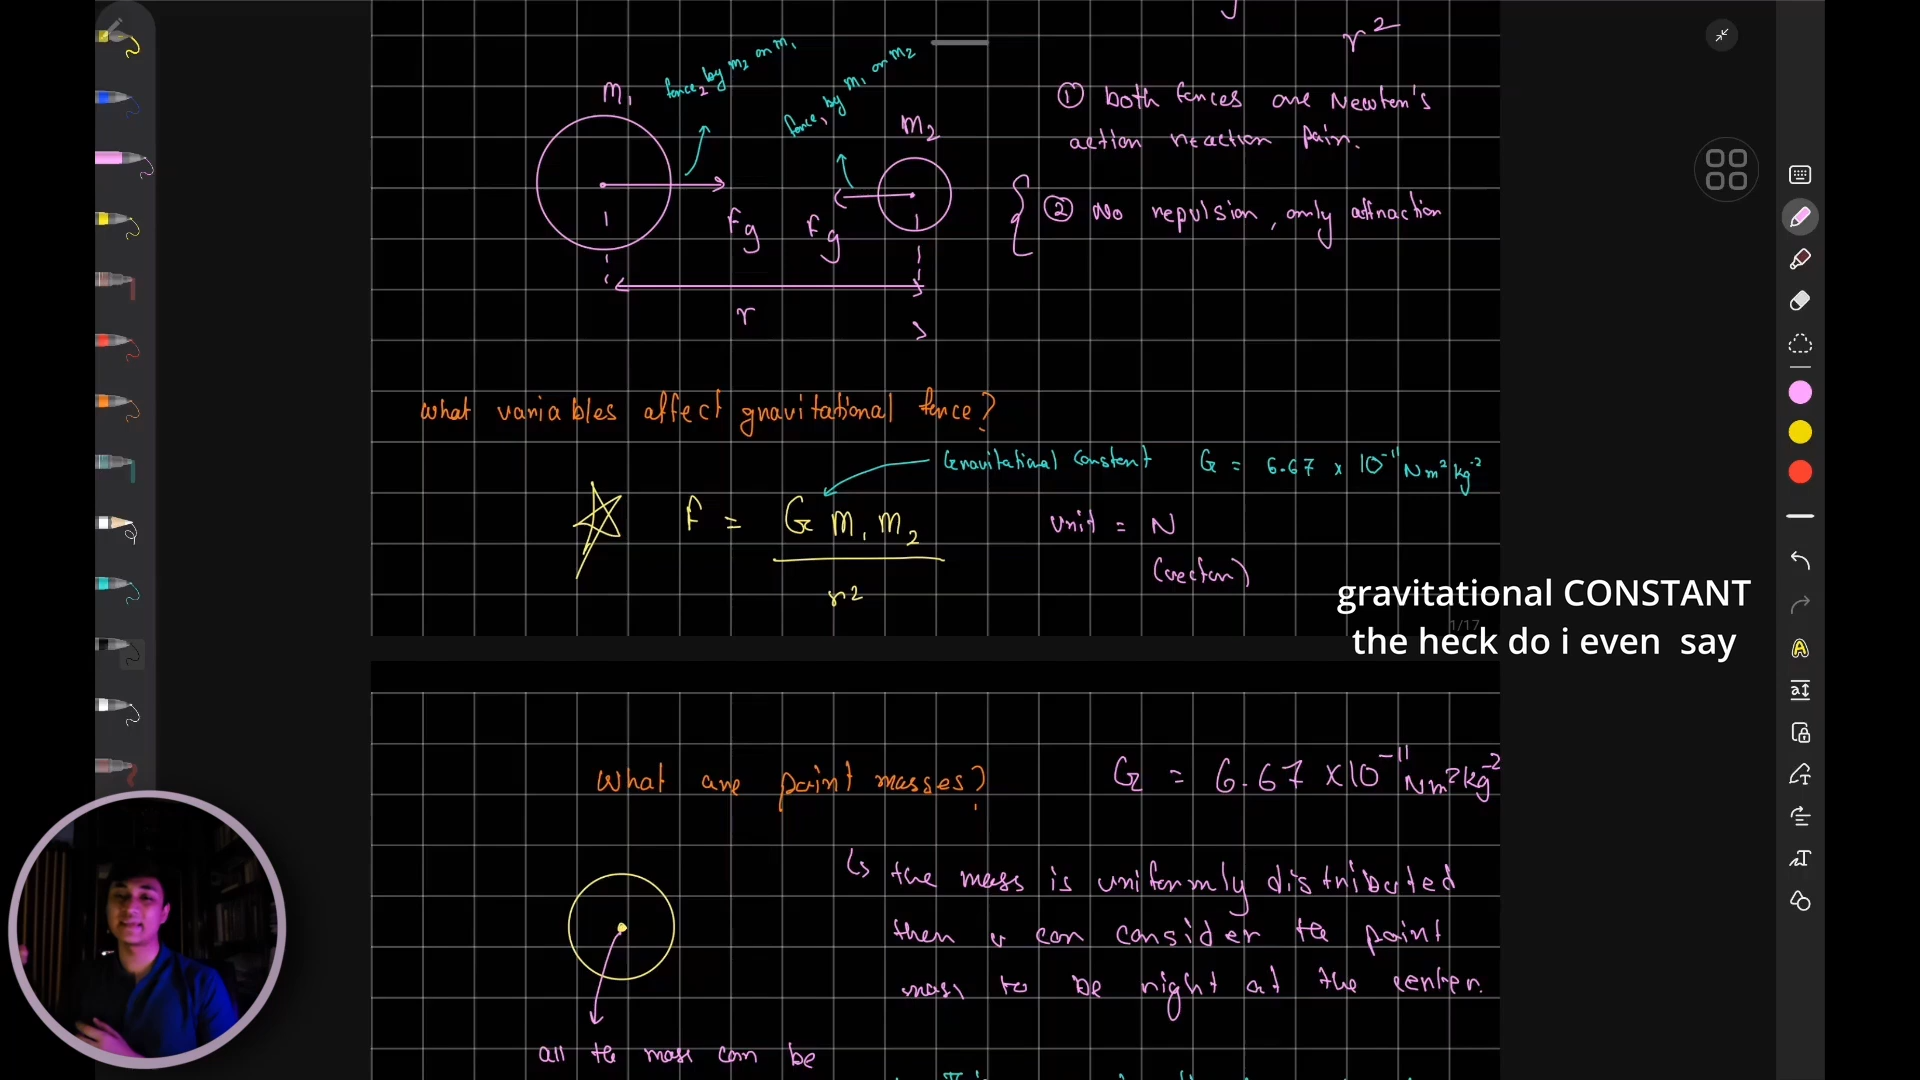 r²
m₁
force₂ by m₂ on m₁
force₁ by m₁ on m₂
m₂
① both forces are Newton's
action reaction pair.
② No repulsion, only attraction
Fg
Fg
r
what variables affect gravitational force?
Gravitational Constant G = 6.67 x 10⁻¹¹ Nm²kg⁻²
F = G m₁ m₂
r²
unit = N
(vector)
gravitational CONSTANT
the heck do i even say
1/17
What are point masses?
G = 6.67 x10⁻¹¹ Nm²kg⁻²
↳ the mass is uniformly distributed
then u can consider the point
mass to be right at the center.
all the mass can be